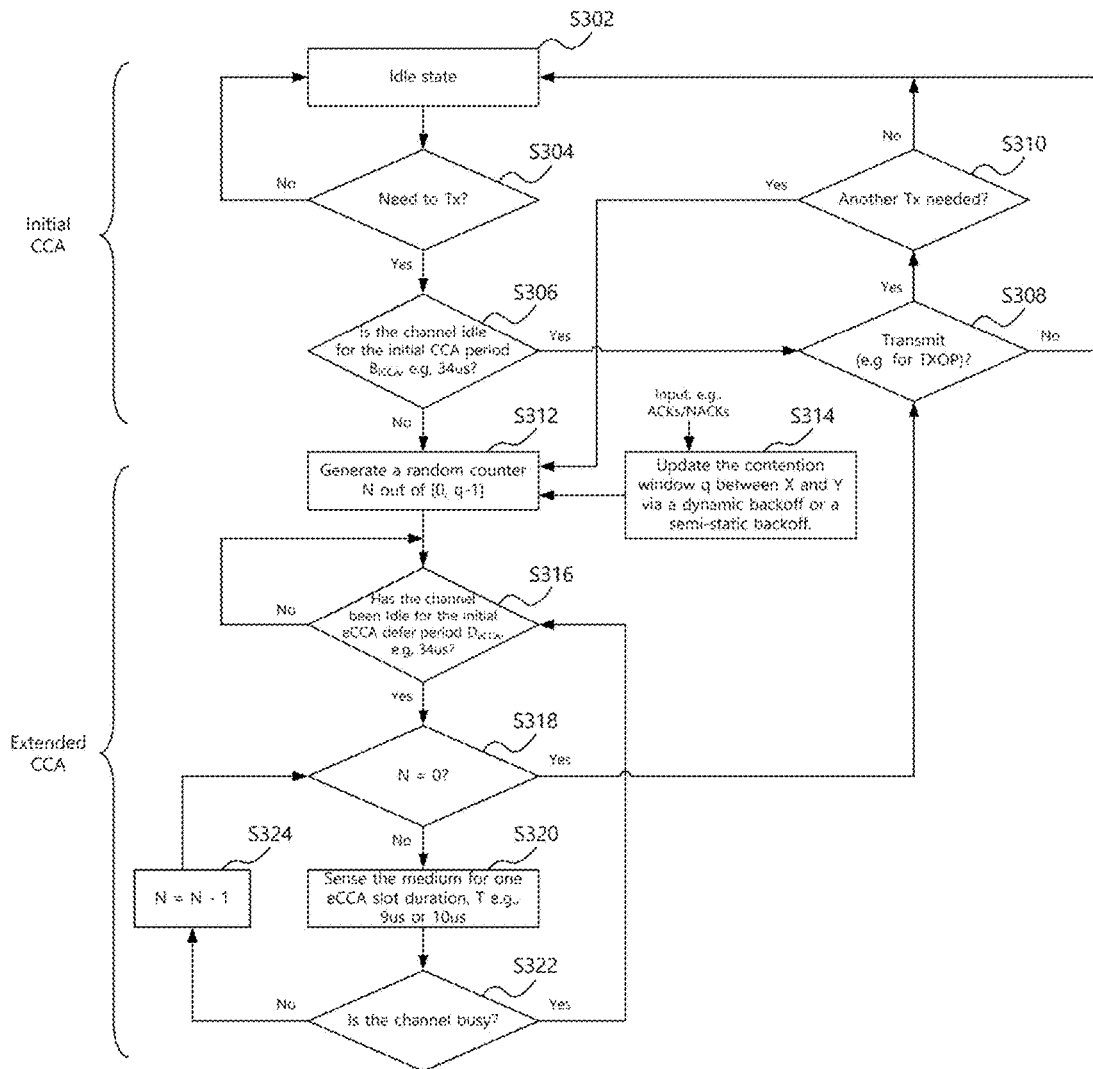 S302
Idle state
S304
No
Need to Tx?
Yes
No
S310
Yes
Another Tx needed?
Initial
CCA
S306
Is the channel idle
for the initial CCA period
BiCCA, e.g, 34us?
Yes
No
Yes
S308
Transmit
(e.g. for TXOP)?
No
S312
Generate a random counter
N out of [0, q-1]
Input, e.g.,
ACKs/NACKs
S314
Update the contention
window q between X and Y
via a dynamic backoff or a
semi-static backoff.
S316
No
Has the channel
been idle for the initial
eCCA defer period DeCCA,
e.g, 34us?
Yes
Extended
CCA
S318
N = 0?
Yes
No
S324
N = N - 1
S320
Sense the medium for one
eCCA slot duration, T e.g.,
9us or 10us
S322
No
Is the channel busy?
Yes